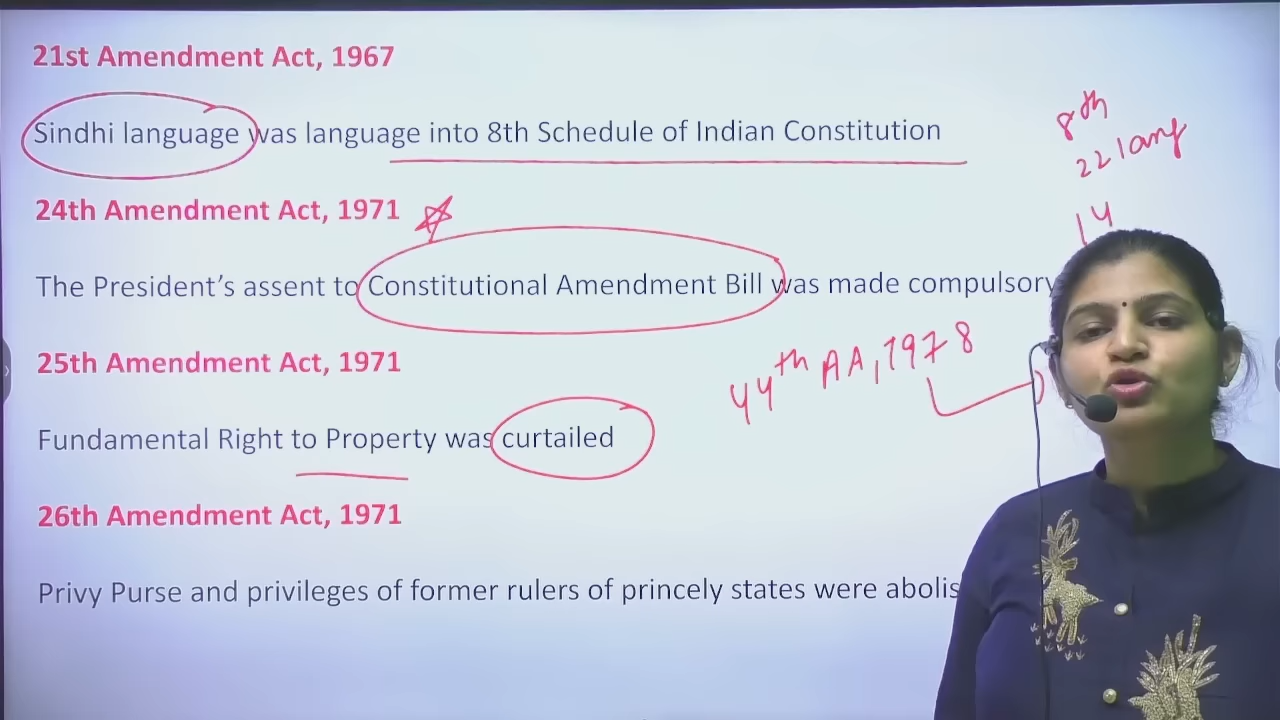 21st Amendment Act, 1967
Sindhi language was language into 8th Schedule of Indian Constitution
8th
22 lang
14
24th Amendment Act, 1971
The President's assent to Constitutional Amendment Bill was made compulsory
44th AA, 1978
25th Amendment Act, 1971
Fundamental Right to Property was curtailed
26th Amendment Act, 1971
Privy Purse and privileges of former rulers of princely states were abolis